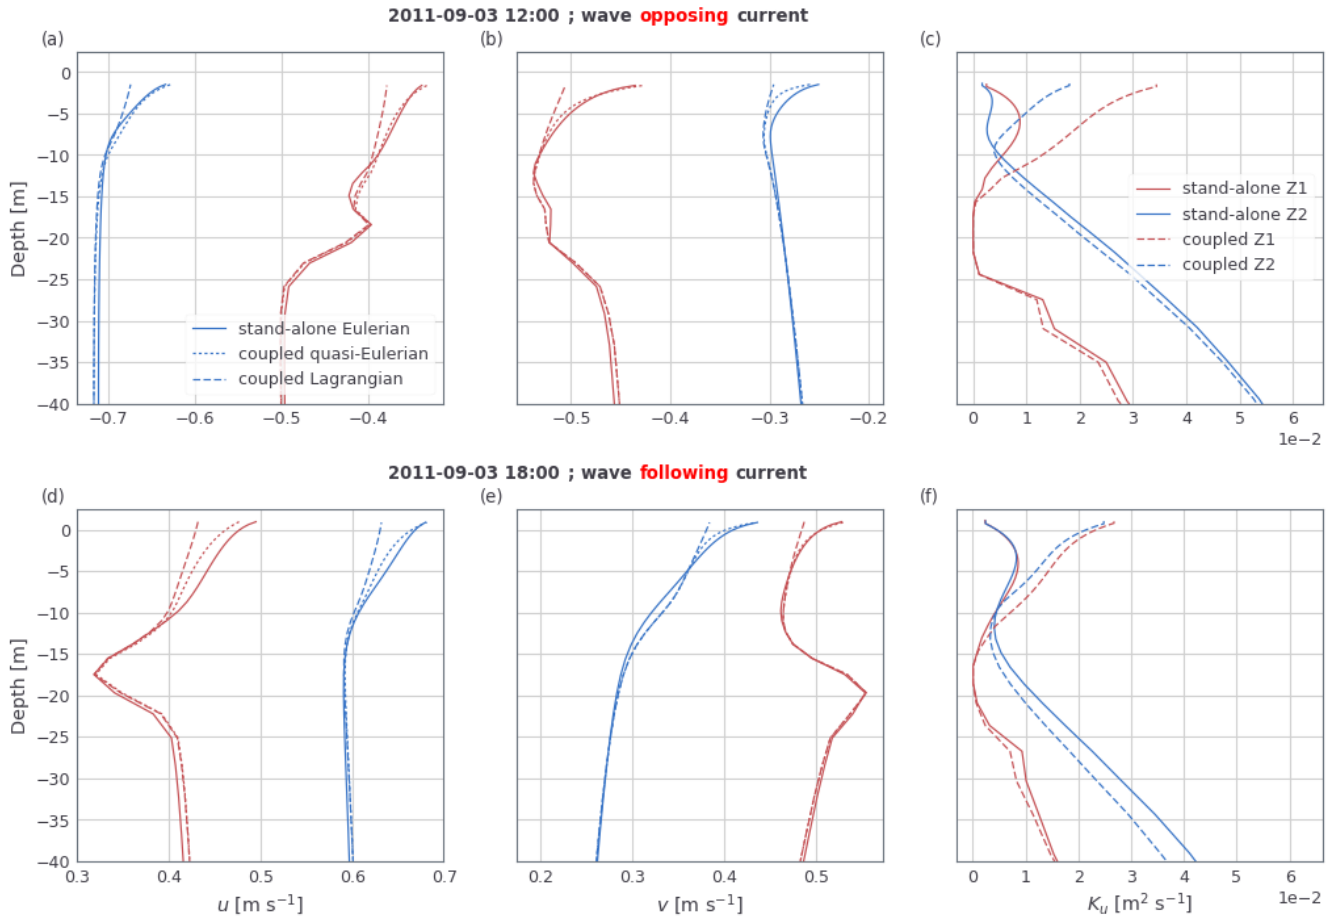 2011-09-03 12:00 ; wave opposing current
(a)
(b)
(c)
0
−5
−10
−15
−20
−25
−30
−35
−40
Depth [m]
stand-alone Eulerian
coupled quasi-Eulerian
coupled Lagrangian
stand-alone Z1
stand-alone Z2
coupled Z1
coupled Z2
−0.7 −0.6 −0.5 −0.4
−0.5 −0.4 −0.3 −0.2
0 1 2 3 4 5 6
1e−2
2011-09-03 18:00 ; wave following current
(d)
(e)
(f)
0
−5
−10
−15
−20
−25
−30
−35
−40
Depth [m]
0.3 0.4 0.5 0.6 0.7
0.2 0.3 0.4 0.5
0 1 2 3 4 5 6
1e−2
u [m s⁻¹]
v [m s⁻¹]
Kᵤ [m² s⁻¹]